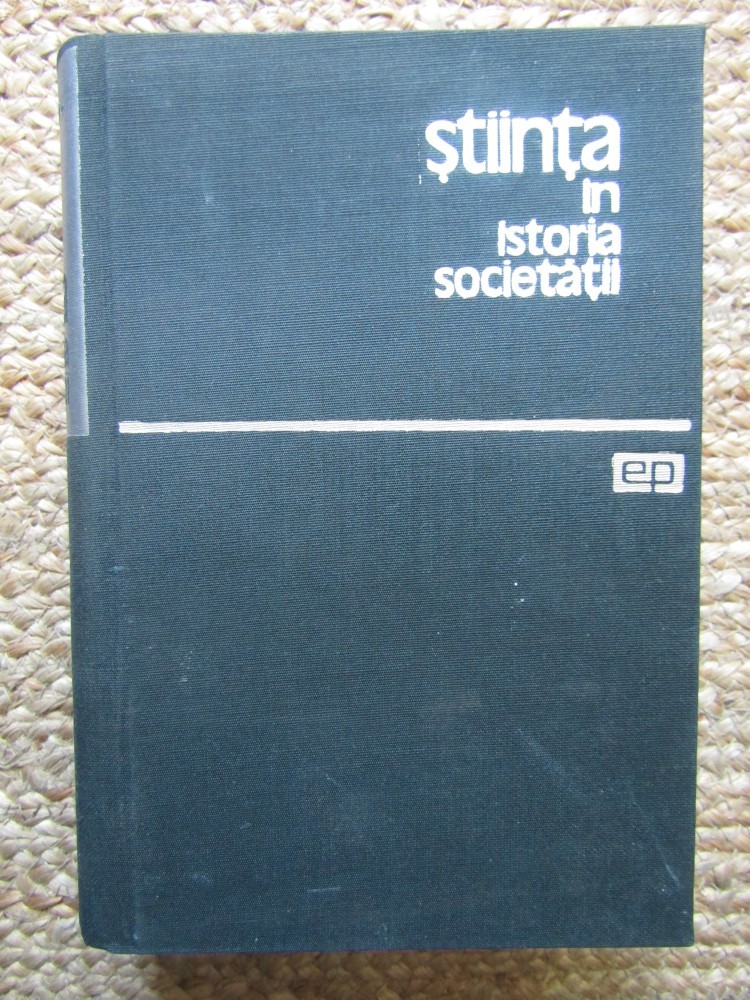 știința
în
istoria
societății
ep